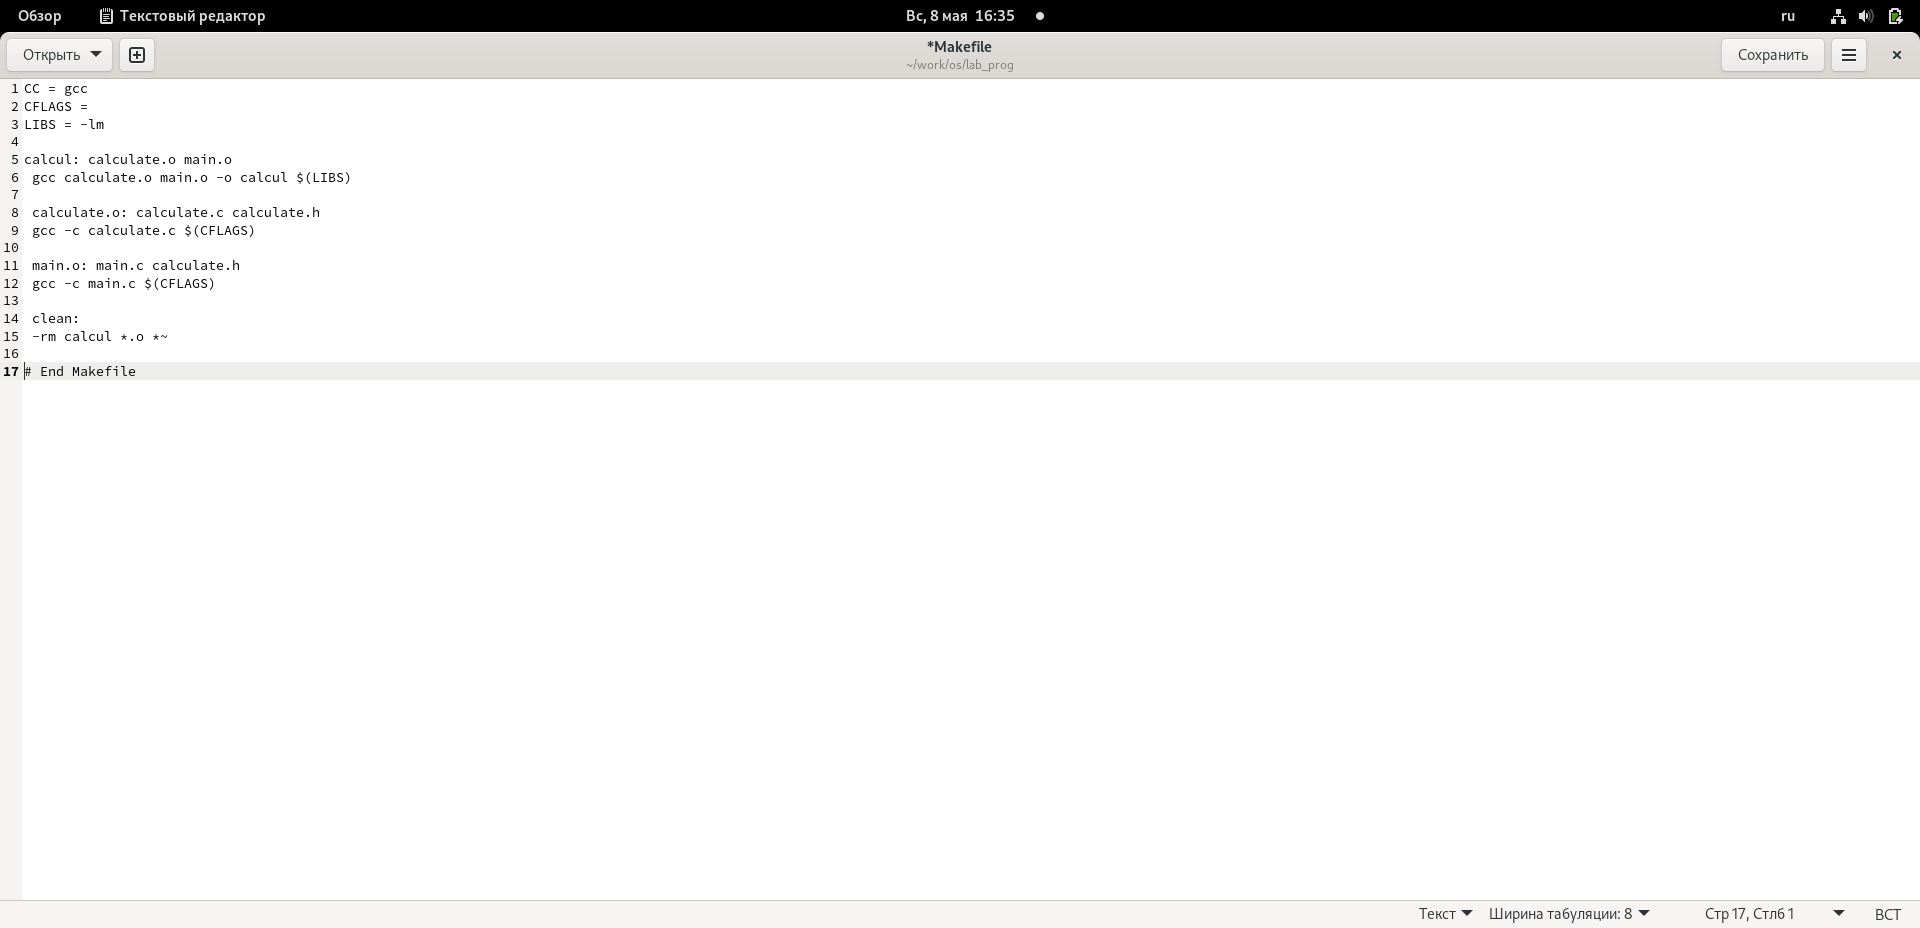 Обзор Текстовый редактор Вс, 8 мая 16:35 ru
Открыть *Makefile Сохранить
~/work/os/lab_prog
1 CC = gcc
2 CFLAGS =
3 LIBS = -lm
4
5 calcul: calculate.o main.o
6  gcc calculate.o main.o -o calcul $(LIBS)
7
8  calculate.o: calculate.c calculate.h
9  gcc -c calculate.c $(CFLAGS)
10
11  main.o: main.c calculate.h
12  gcc -c main.c $(CFLAGS)
13
14  clean:
15  -rm calcul *.o *~
16
17 # End Makefile
Текст Ширина табуляции: 8 Стр 17, Стлб 1 ВСТ